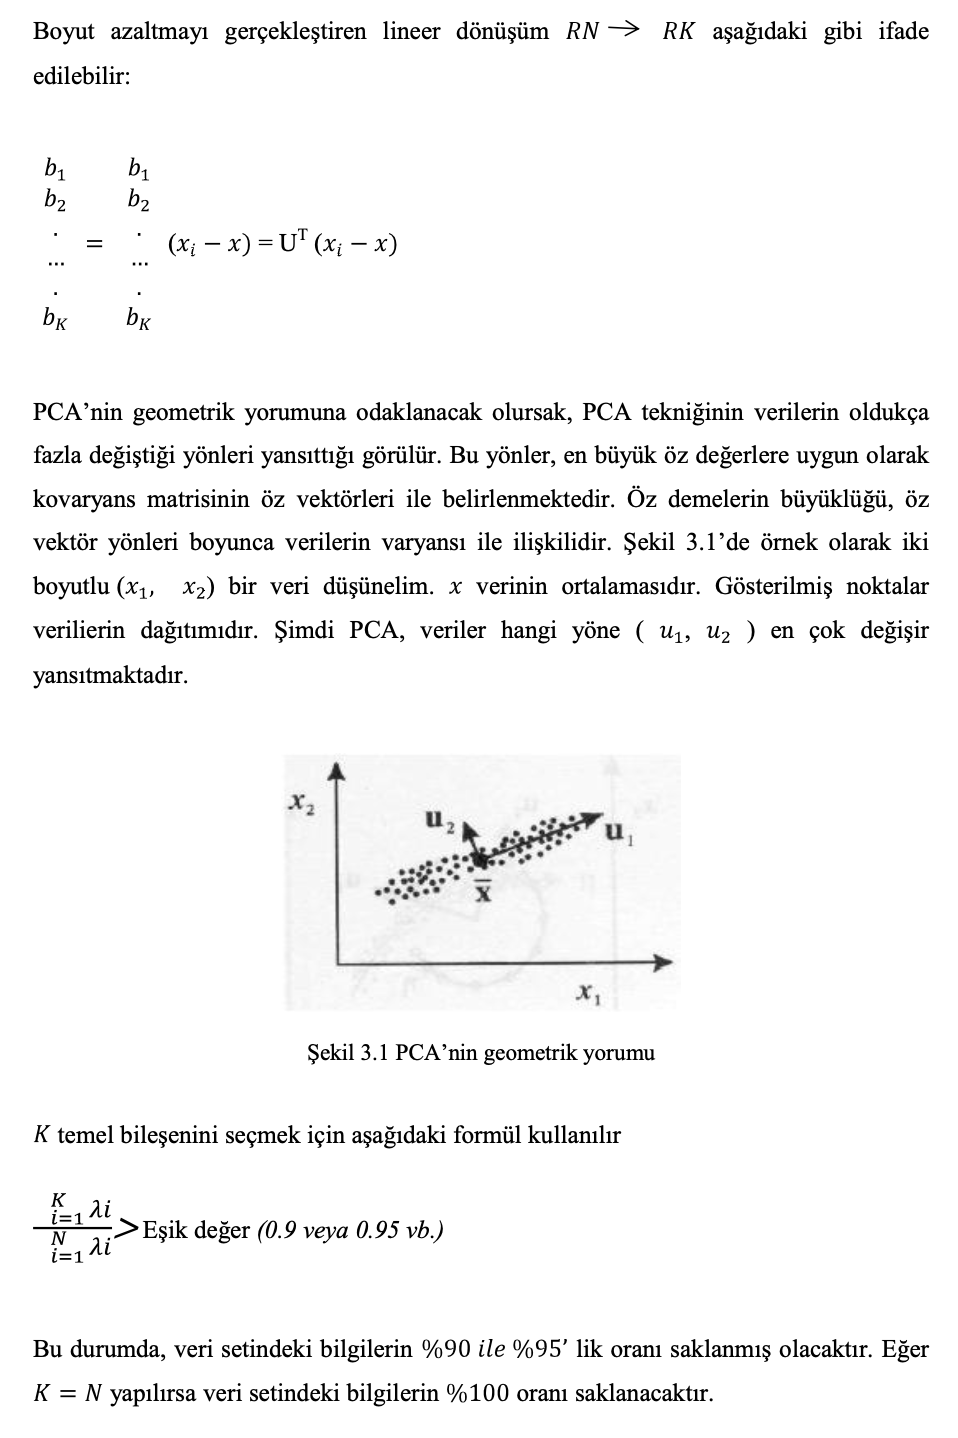 Boyut azaltmayı gerçekleştiren lineer dönüşüm RN → RK aşağıdaki gibi ifade
edilebilir:
b₁ b₁
b₂ b₂
. .
... = ... (xᵢ − x) = Uᵀ (xᵢ − x)
. .
b_K b_K
PCA’nin geometrik yorumuna odaklanacak olursak, PCA tekniğinin verilerin oldukça
fazla değiştiği yönleri yansıttığı görülür. Bu yönler, en büyük öz değerlere uygun olarak
kovaryans matrisinin öz vektörleri ile belirlenmektedir. Öz demelerin büyüklüğü, öz
vektör yönleri boyunca verilerin varyansı ile ilişkilidir. Şekil 3.1’de örnek olarak iki
boyutlu (x₁, x₂) bir veri düşünelim. x verinin ortalamasıdır. Gösterilmiş noktalar
verilierin dağıtımıdır. Şimdi PCA, veriler hangi yöne ( u₁, u₂ ) en çok değişir
yansıtmaktadır.
x₂
u₂
u₁
x̅
x₁
Şekil 3.1 PCA’nin geometrik yorumu
K temel bileşenini seçmek için aşağıdaki formül kullanılır
K
i=1 λi
N
i=1 λi
> Eşik değer (0.9 veya 0.95 vb.)
Bu durumda, veri setindeki bilgilerin %90 ile %95’ lik oranı saklanmış olacaktır. Eğer
K = N yapılırsa veri setindeki bilgilerin %100 oranı saklanacaktır.